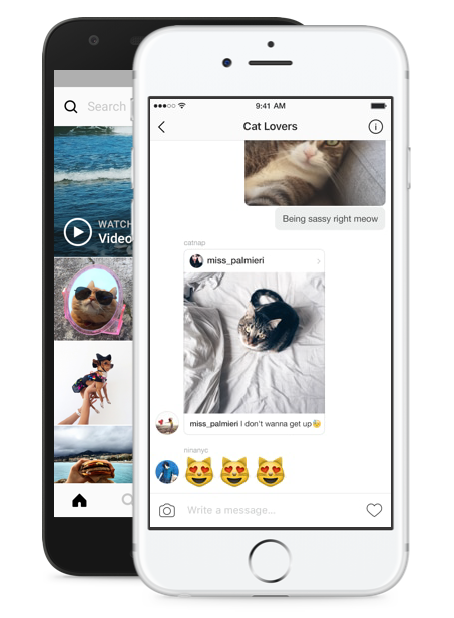 Search
WATCH
Video
9:41 AM
Cat Lovers
Being sassy right meow
catnap
miss_palmieri
miss_palmieri I don't wanna get up
ninanyc
Write a message...